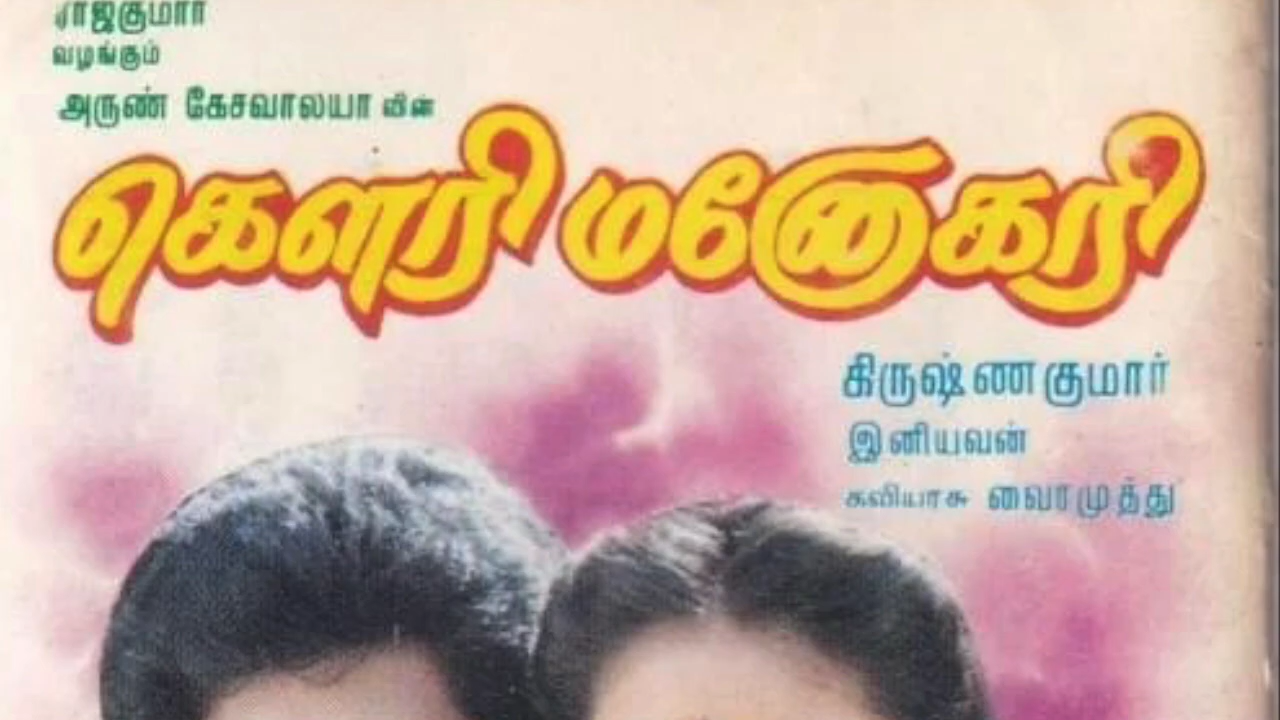 ராஜகுமார்
வழங்கும்
அருண் கேசவாலயா வின்
கௌரி மனோகரி
கிருஷ்ணகுமார்
இனியவன்
கவியரசு வைரமுத்து